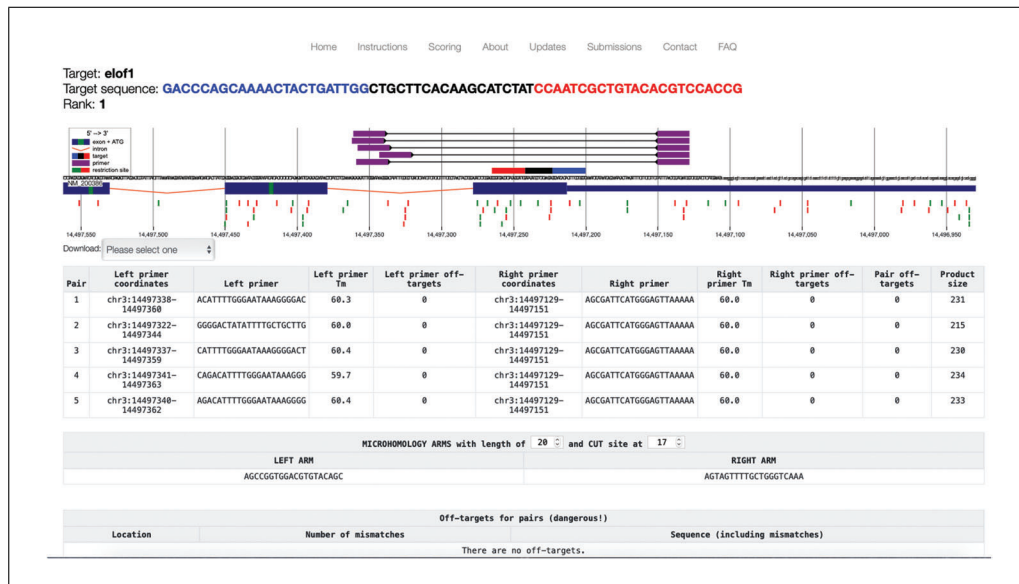 Home Instructions Scoring About Updates Submissions Contact FAQ
Target: elof1
Target sequence: GACCCAGCAAAACTACTGATTGGCTGCTTCACAAGCATCTATCCAATCGCTGTACACGTCCACCG
Rank: 1
5' --> 3'
exon + ATG
intron
target
primer
restriction site
NM_200386
14,497,550 14,497,500 14,497,450 14,497,400 14,497,350 14,497,300 14,497,250 14,497,200 14,497,150 14,497,100 14,497,050 14,497,000 14,496,950
Download: Please select one
Pair Left primer coordinates Left primer Left primer Tm Left primer off-targets Right primer coordinates Right primer Right primer Tm Right primer off-targets Pair off-targets Product size
1 chr3:14497338-14497360 ACATTTTGGGAATAAAGGGGAC 60.3 0 chr3:14497129-14497151 AGCGATTCATGGGAGTTAAAAA 60.0 0 0 231
2 chr3:14497322-14497344 GGGGACTATATTTTGCTGCTTG 60.0 0 chr3:14497129-14497151 AGCGATTCATGGGAGTTAAAAA 60.0 0 0 215
3 chr3:14497337-14497359 CATTTTGGGAATAAAGGGGACT 60.4 0 chr3:14497129-14497151 AGCGATTCATGGGAGTTAAAAA 60.0 0 0 230
4 chr3:14497341-14497363 CAGACATTTTGGGAATAAAGGG 59.7 0 chr3:14497129-14497151 AGCGATTCATGGGAGTTAAAAA 60.0 0 0 234
5 chr3:14497340-14497362 AGACATTTTGGGAATAAAGGGG 60.4 0 chr3:14497129-14497151 AGCGATTCATGGGAGTTAAAAA 60.0 0 0 233
MICROHOMOLOGY ARMS with length of 20 and CUT site at 17
LEFT ARM RIGHT ARM
AGCCGGTGGACGTGTACAGC AGTAGTTTTGCTGGGTCAAA
Off-targets for pairs (dangerous!)
Location Number of mismatches Sequence (including mismatches)
There are no off-targets.